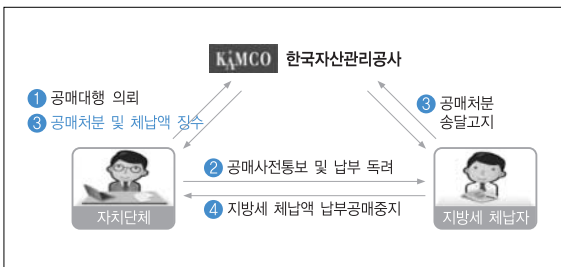 KAMCO 한국자산관리공사
1 공매대행 의뢰
3 공매처분 및 체납액 징수
3 공매처분
송달고지
2 공매사전통보 및 납부 독려
4 지방세 체납액 납부공매중지
자치단체
지방세 체납자